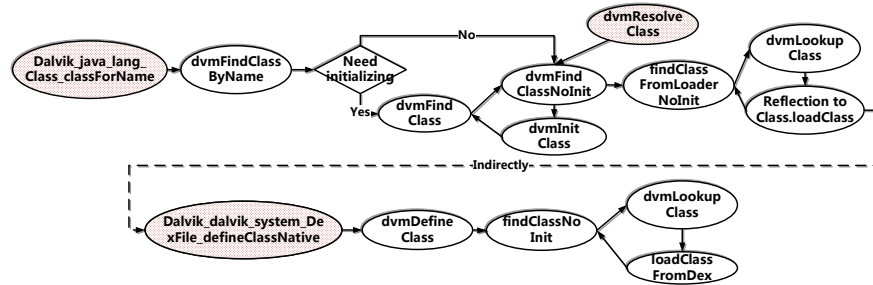 Dalvik_java_lang_
Class_classForName
dvmFindClass
ByName
Need
initializing
No
Yes
dvmFind
Class
dvmResolve
Class
dvmFind
ClassNoInit
dvmInit
Class
findClass
FromLoader
NoInit
dvmLookup
Class
Reflection to
Class.loadClass
Indirectly
Dalvik_dalvik_system_De
xFile_defineClassNative
dvmDefine
Class
findClassNo
Init
dvmLookup
Class
loadClass
FromDex